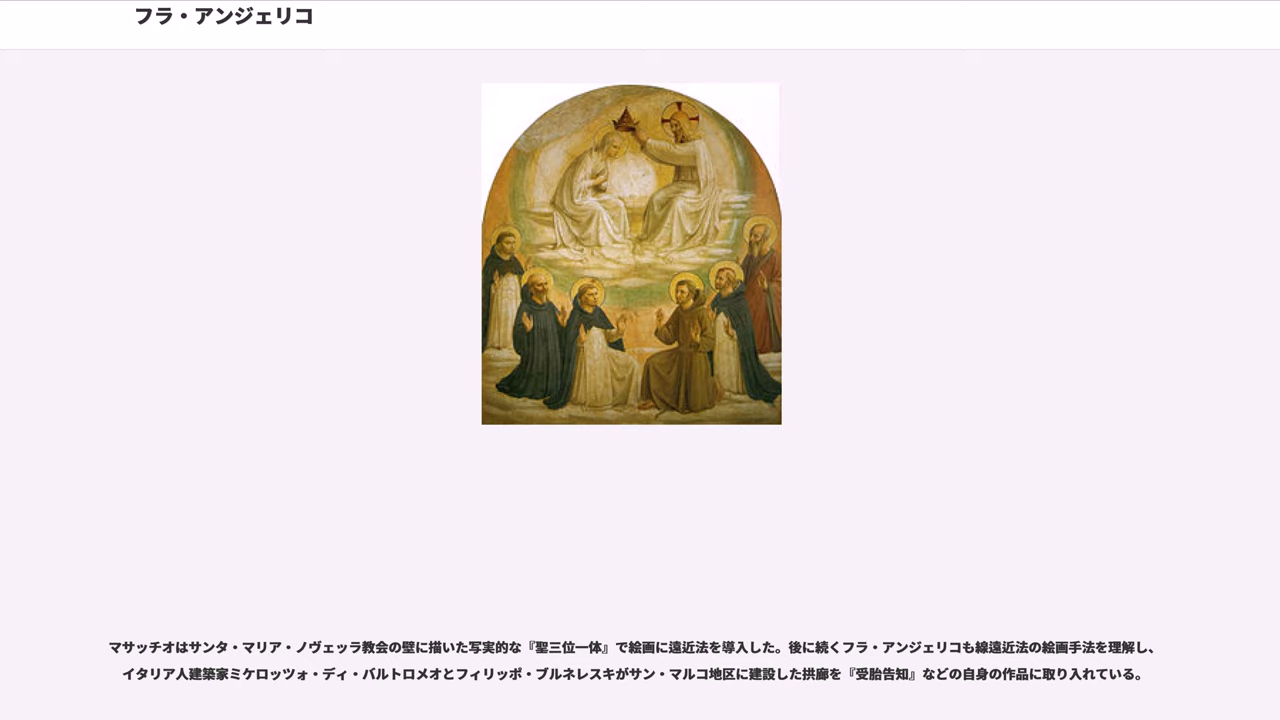 フラ・アンジェリコ
マサッチオはサンタ・マリア・ノヴェッラ教会の壁に描いた写実的な『聖三位一体』で絵画に遠近法を導入した。後に続くフラ・アンジェリコも線遠近法の絵画手法を理解し、
イタリア人建築家ミケロッツォ・ディ・バルトロメオとフィリッポ・ブルネレスキがサン・マルコ地区に建設した拱廊を『受胎告知』などの自身の作品に取り入れている。